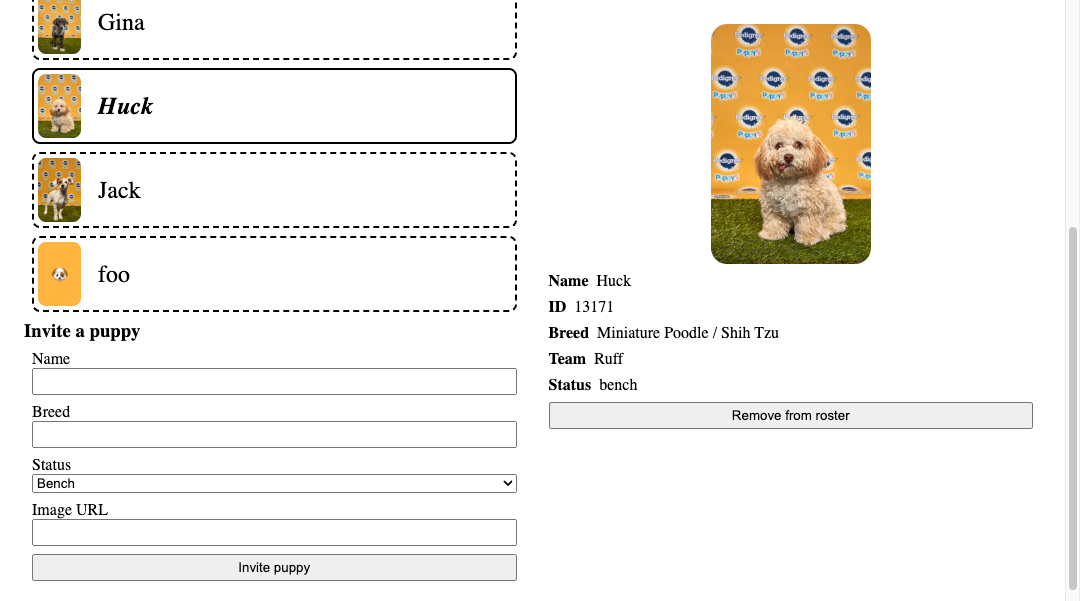 Gina
Huck
Jack
foo
Invite a puppy
Name
Breed
Status
Bench
Image URL
Invite puppy
Name Huck
ID 13171
Breed Miniature Poodle / Shih Tzu
Team Ruff
Status bench
Remove from roster